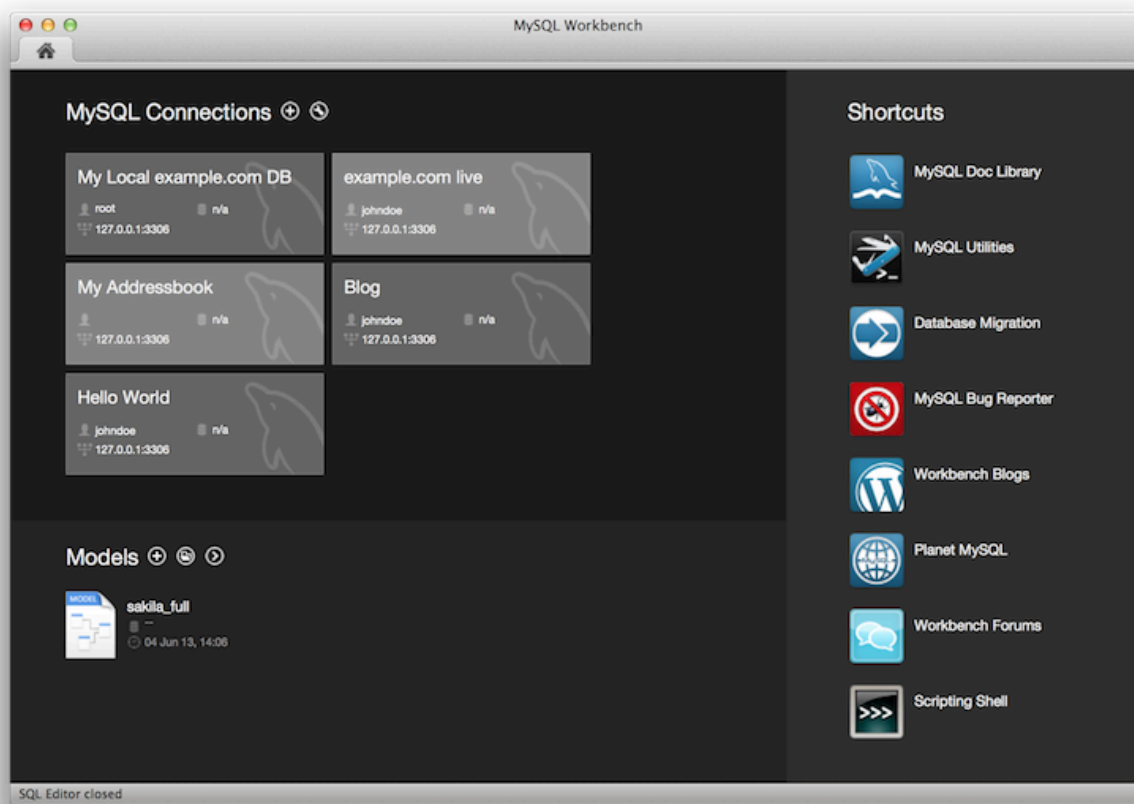 MySQL Workbench
MySQL Connections
My Local example.com DB
root n/a
127.0.0.1:3306
example.com live
johndoe n/a
127.0.0.1:3306
My Addressbook
n/a
127.0.0.1:3306
Blog
johndoe n/a
127.0.0.1:3306
Hello World
johndoe n/a
127.0.0.1:3306
Models
MODEL
sakila_full
--
04 Jun 13, 14:06
Shortcuts
MySQL Doc Library
MySQL Utilities
Database Migration
MySQL Bug Reporter
Workbench Blogs
Planet MySQL
Workbench Forums
Scripting Shell
SQL Editor closed